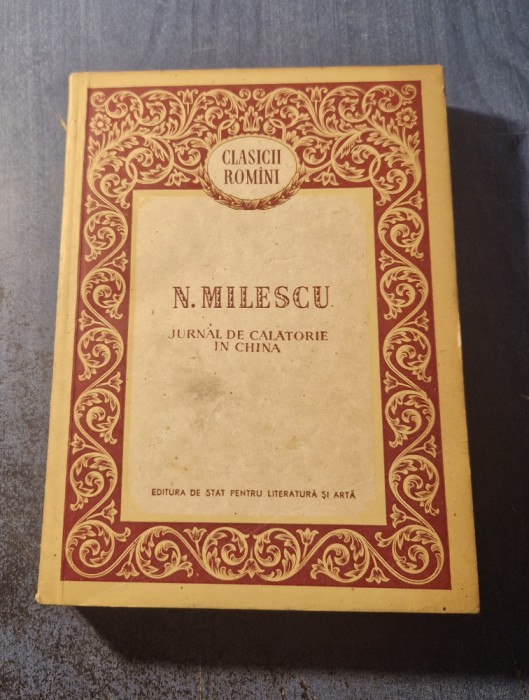 CLASICII
ROMÎNI
N. MILESCU
JURNAL DE CALATORIE
IN CHINA
EDITURA DE STAT PENTRU LITERATURĂ ȘI ARTĂ